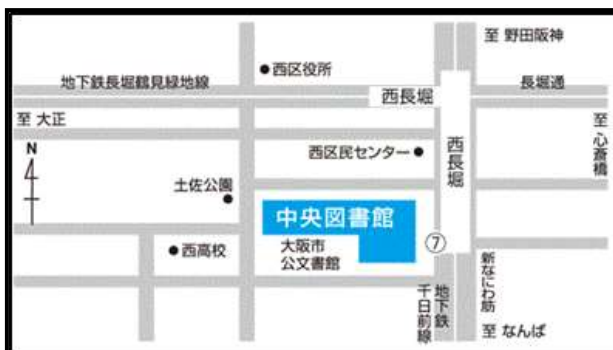 至 野田阪神
西区役所
地下鉄長堀鶴見緑地線
長堀通
西長堀
至 大正
至 心斎橋
N
西区民センター
西長堀
土佐公園
中央図書館
大阪市
公文書館
⑦
西高校
新なにわ筋
地下鉄
千日前線
至 なんば